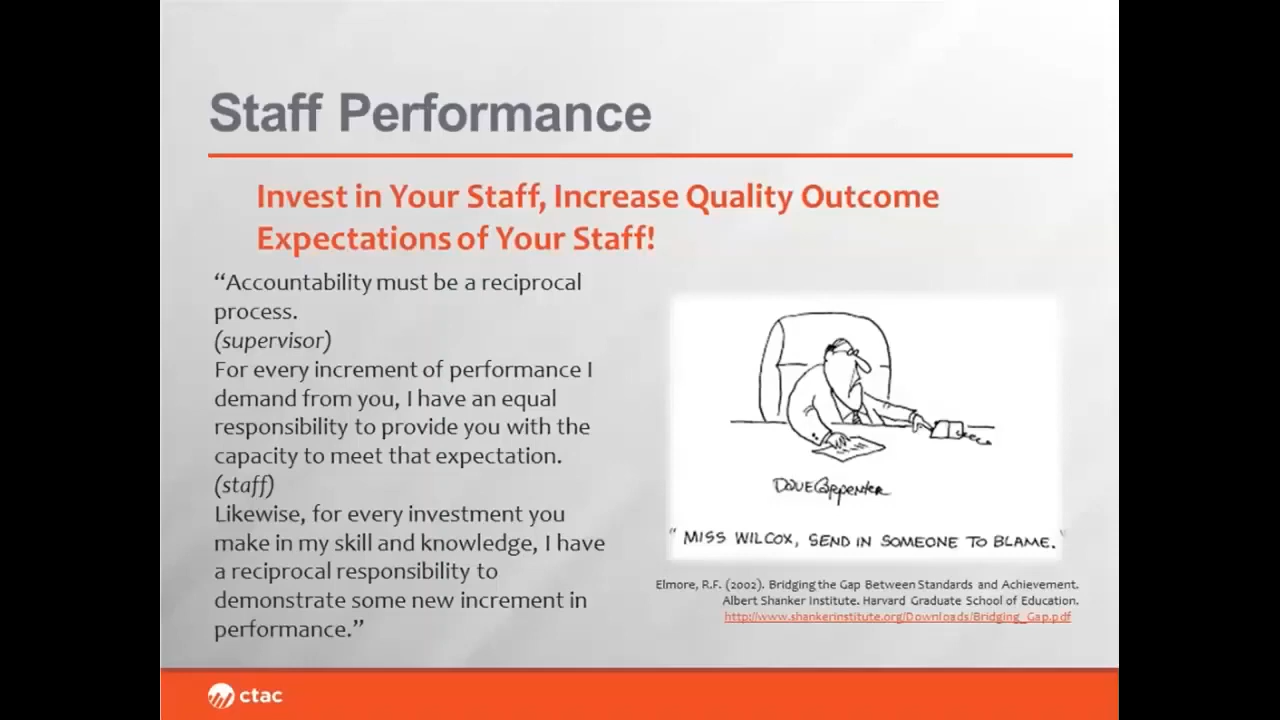 Staff Performance
Invest in Your Staff, Increase Quality Outcome
Expectations of Your Staff!
“Accountability must be a reciprocal
process.
(supervisor)
For every increment of performance I
demand from you, I have an equal
responsibility to provide you with the
capacity to meet that expectation.
(staff)
Likewise, for every investment you
make in my skill and knowledge, I have
a reciprocal responsibility to
demonstrate some new increment in
performance.”
DAVE CARPENTER
"MISS WILCOX, SEND IN SOMEONE TO BLAME."
Elmore, R.F. (2002). Bridging the Gap Between Standards and Achievement.
Albert Shanker Institute. Harvard Graduate School of Education.
http://www.shankerinstitute.org/Downloads/Bridging_Gap.pdf
ctac